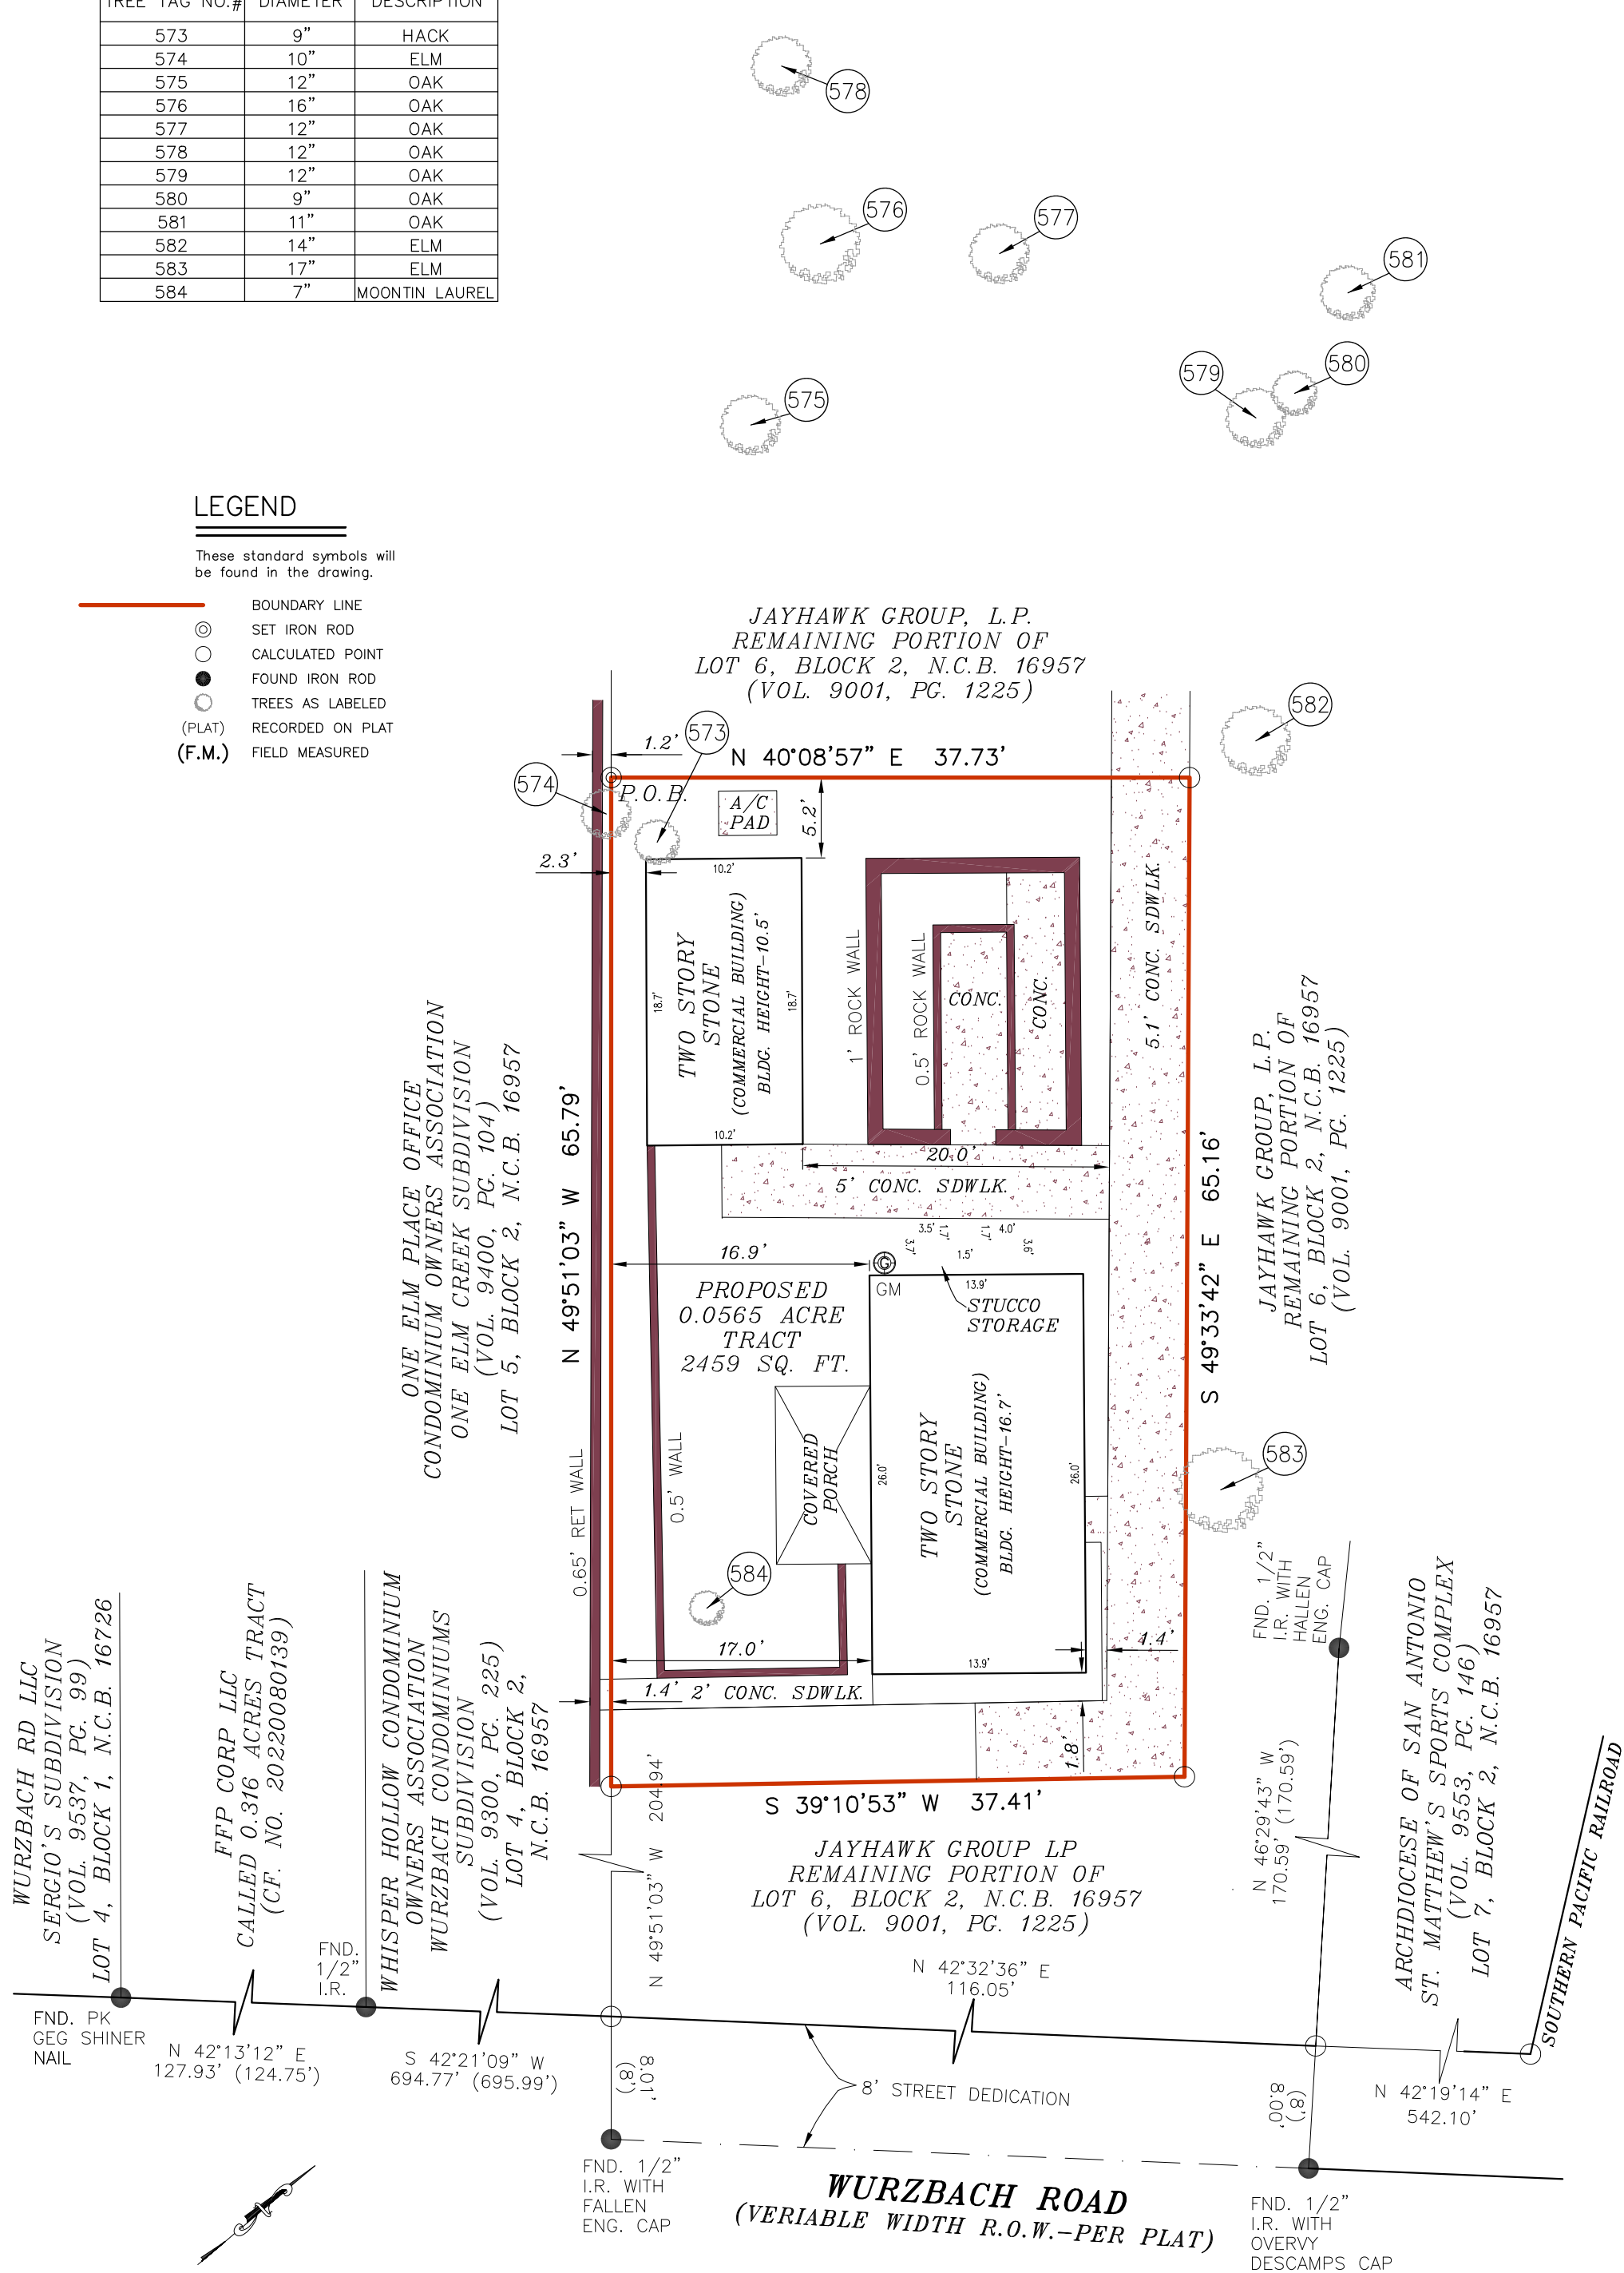 TREE TAG NO.# DIAMETER DESCRIPTION
573 9" HACK
574 10" ELM
575 12" OAK
576 16" OAK
577 12" OAK
578 12" OAK
579 12" OAK
580 9" OAK
581 11" OAK
582 14" ELM
583 17" ELM
584 7" MOONTIN LAUREL
578
576
577
581
579
580
575
LEGEND
These standard symbols will
be found in the drawing.
BOUNDARY LINE
SET IRON ROD
CALCULATED POINT
FOUND IRON ROD
TREES AS LABELED
(PLAT) RECORDED ON PLAT
(F.M.) FIELD MEASURED
JAYHAWK GROUP, L.P.
REMAINING PORTION OF
LOT 6, BLOCK 2, N.C.B. 16957
(VOL. 9001, PG. 1225)
582
573
574
1.2'
N 40°08'57" E 37.73'
P.O.B.
A/C
PAD
5.2'
2.3'
10.2'
18.7'
TWO STORY
STONE
(COMMERCIAL BUILDING)
BLDG. HEIGHT-10.5'
18.7'
10.2'
1' ROCK WALL
0.5' ROCK WALL
CONC.
CONC.
5.1' CONC. SDWLK.
20.0'
5' CONC. SDWLK.
ONE ELM PLACE OFFICE
CONDOMINIUM OWNERS ASSOCIATION
ONE ELM CREEK SUBDIVISION
(VOL. 9400, PG. 104)
LOT 5, BLOCK 2, N.C.B. 16957
N 49°51'03" W 65.79'
S 49°33'42" E 65.16'
JAYHAWK GROUP, L.P.
REMAINING PORTION OF
LOT 6, BLOCK 2, N.C.B. 16957
(VOL. 9001, PG. 1225)
3.5'
1.7'
1.7'
4.0'
3.7'
1.5'
3.6'
16.9'
G
GM
13.9'
STUCCO
STORAGE
PROPOSED
0.0565 ACRE
TRACT
2459 SQ. FT.
COVERED
PORCH
26.0'
TWO STORY
STONE
(COMMERCIAL BUILDING)
BLDG. HEIGHT-16.7'
26.0'
13.9'
583
584
0.65' RET WALL
0.5' WALL
17.0'
1.4'
1.4'
2' CONC. SDWLK.
1.8'
S 39°10'53" W 37.41'
JAYHAWK GROUP LP
REMAINING PORTION OF
LOT 6, BLOCK 2, N.C.B. 16957
(VOL. 9001, PG. 1225)
WURZBACH RD LLC
SERGIO'S SUBDIVISION
(VOL. 9537, PG. 99)
LOT 4, BLOCK 1, N.C.B. 16726
FFP CORP LLC
CALLED 0.316 ACRES TRACT
(CF. NO. 20220080139)
WHISPER HOLLOW CONDOMINIUM
OWNERS ASSOCIATION
WURZBACH CONDOMINIUMS
SUBDIVISION
(VOL. 9300, PG. 225)
LOT 4, BLOCK 2,
N.C.B. 16957
N 49°51'03" W 204.94'
FND. 1/2"
I.R. WITH
HALLEN
ENG. CAP
N 46°29'43" W
170.59' (170.59')
ARCHDIOCESE OF SAN ANTONIO
ST. MATTHEW'S SPORTS COMPLEX
(VOL. 9553, PG. 146)
LOT 7, BLOCK 2, N.C.B. 16957
SOUTHERN PACIFIC RAILROAD
FND.
1/2"
I.R.
FND. PK
GEG SHINER
NAIL
N 42°13'12" E
127.93' (124.75')
S 42°21'09" W
694.77' (695.99')
8.01'
(8')
N 42°32'36" E
116.05'
8' STREET DEDICATION
(8')
8.00'
N 42°19'14" E
542.10'
FND. 1/2"
I.R. WITH
FALLEN
ENG. CAP
WURZBACH ROAD
(VERIABLE WIDTH R.O.W.-PER PLAT)
FND. 1/2"
I.R. WITH
OVERVY
DESCAMPS CAP